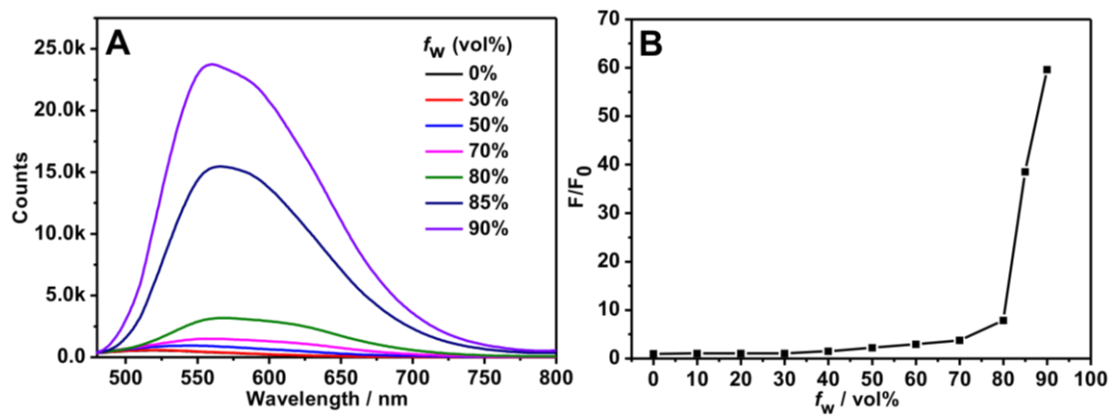 A
25.0k
20.0k
15.0k
10.0k
5.0k
0.0
Counts
500 550 600 650 700 750 800
Wavelength / nm
fw (vol%)
0%
30%
50%
70%
80%
85%
90%
B
70
60
50
40
30
20
10
0
F/F0
0 10 20 30 40 50 60 70 80 90 100
fw / vol%